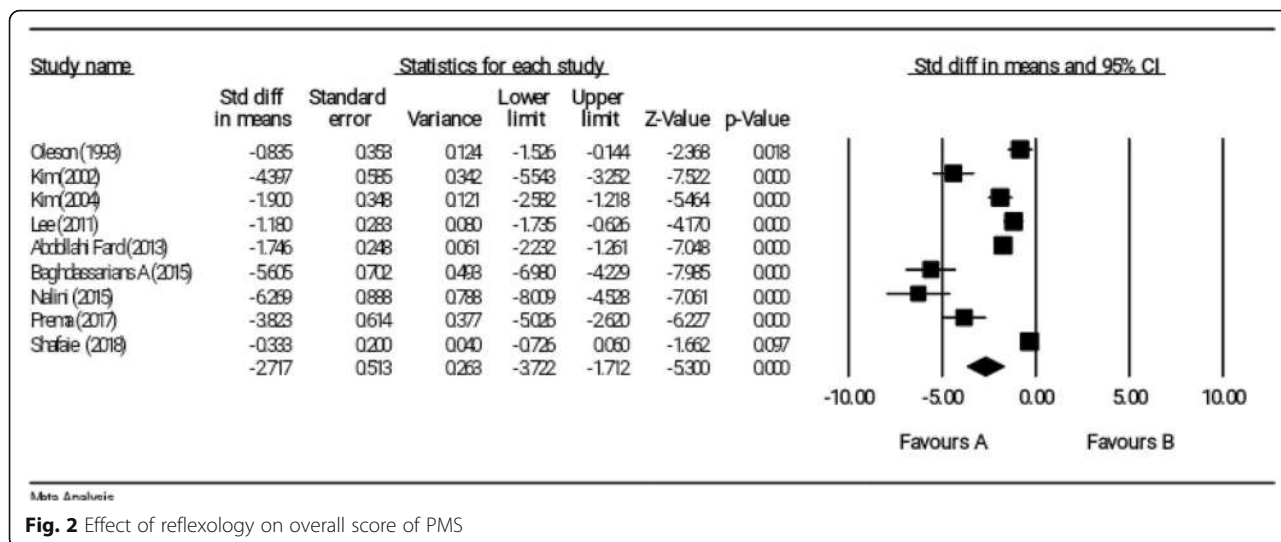 Study name Statistics for each study Std diff in means and 95% CI
Std diff Standard Lower Upper
in means error Variance limit limit Z-Value p-Value
Oleson (1993) -0.835 0.353 0.124 -1.526 -0.144 -2.368 0.018
Kim (2002) -4.397 0.585 0.342 -5.543 -3.252 -7.522 0.000
Kim (2004) -1.900 0.348 0.121 -2.582 -1.218 -5.464 0.000
Lee (2011) -1.180 0.283 0.080 -1.735 -0.626 -4.170 0.000
Abdollahi Fard (2013) -1.746 0.248 0.061 -2.232 -1.261 -7.048 0.000
Baghdassarians A (2015) -5.605 0.702 0.493 -6.980 -4.229 -7.985 0.000
Nalini (2015) -6.269 0.888 0.788 -8.009 -4.528 -7.061 0.000
Prema (2017) -3.823 0.614 0.377 -5.026 -2.620 -6.227 0.000
Shafaie (2018) -0.333 0.200 0.040 -0.726 0.060 -1.662 0.097
-2.717 0.513 0.263 -3.722 -1.712 -5.300 0.000
-10.00 -5.00 0.00 5.00 10.00
Favours A Favours B
Meta Analysis
Fig. 2 Effect of reflexology on overall score of PMS